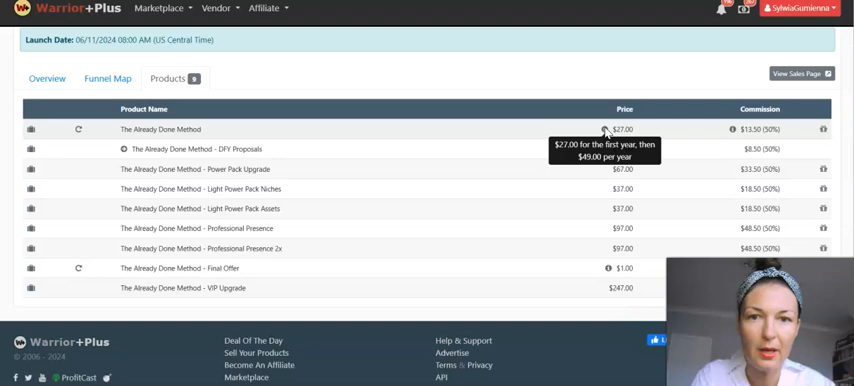 Warrior+Plus Marketplace Vendor Affiliate SylwiaGumienna
Launch Date: 06/11/2024 08:00 AM (US Central Time)
Overview Funnel Map Products 9 View Sales Page
Product Name Price Commission
The Already Done Method $27.00 $13.50 (50%)
$27.00 for the first year, then
$49.00 per year
The Already Done Method - DFY Proposals $8.50 (50%)
The Already Done Method - Power Pack Upgrade $67.00 $33.50 (50%)
The Already Done Method - Light Power Pack Niches $37.00 $18.50 (50%)
The Already Done Method - Light Power Pack Assets $37.00 $18.50 (50%)
The Already Done Method - Professional Presence $97.00 $48.50 (50%)
The Already Done Method - Professional Presence 2x $97.00 $48.50 (50%)
The Already Done Method - Final Offer $1.00
The Already Done Method - VIP Upgrade $247.00
Warrior+Plus Deal Of The Day Help & Support
© 2006 - 2024 Sell Your Products Advertise
Become An Affiliate Terms & Privacy
ProfitCast Marketplace API